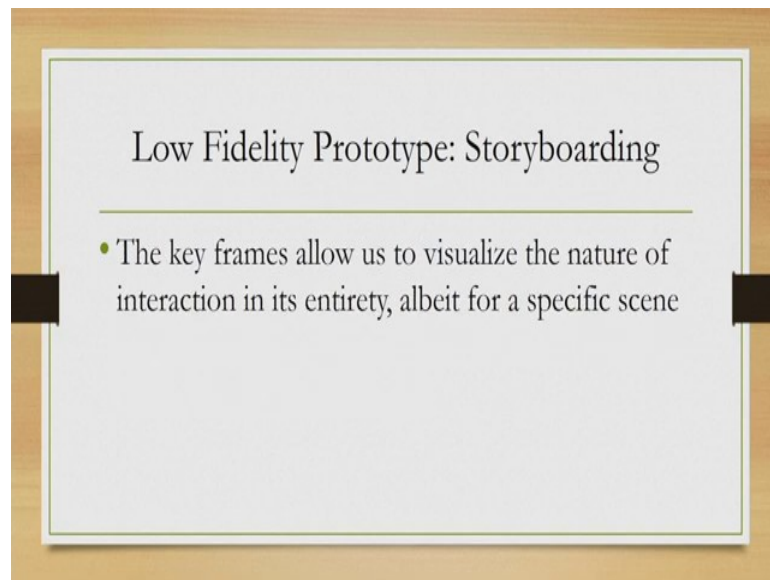 Low Fidelity Prototype: Storyboarding
• The key frames allow us to visualize the nature of
interaction in its entirety, albeit for a specific scene